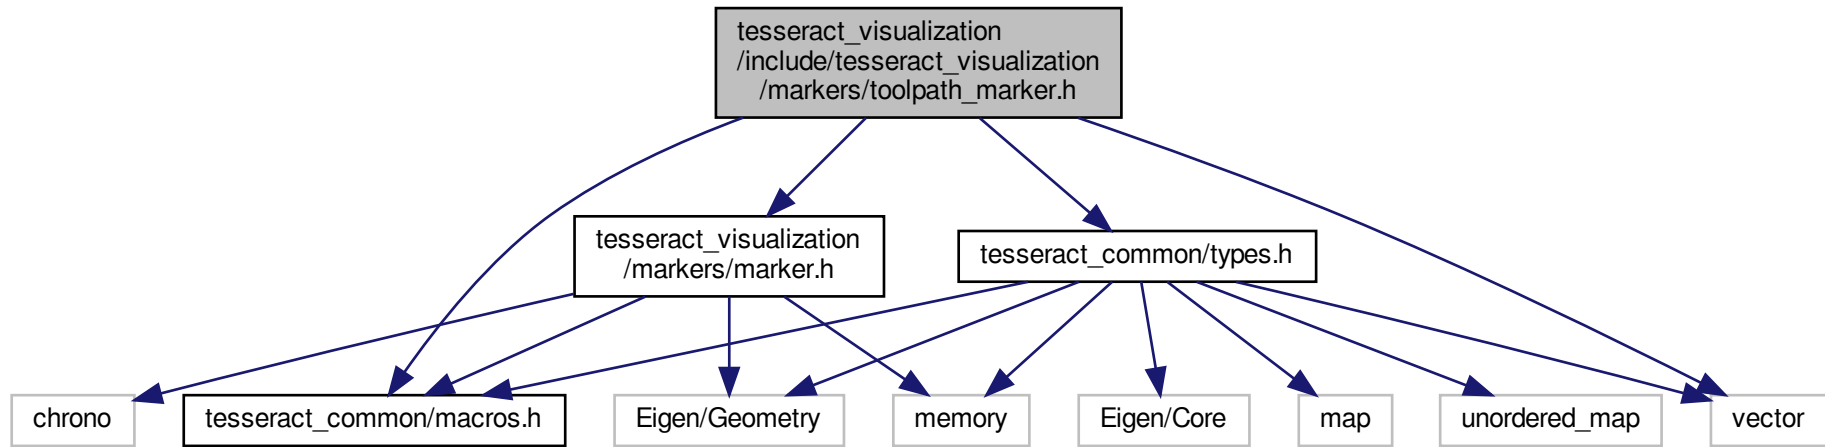 tesseract_visualization
/include/tesseract_visualization
/markers/toolpath_marker.h
tesseract_visualization
/markers/marker.h
tesseract_common/types.h
chrono
tesseract_common/macros.h
Eigen/Geometry
memory
Eigen/Core
map
unordered_map
vector